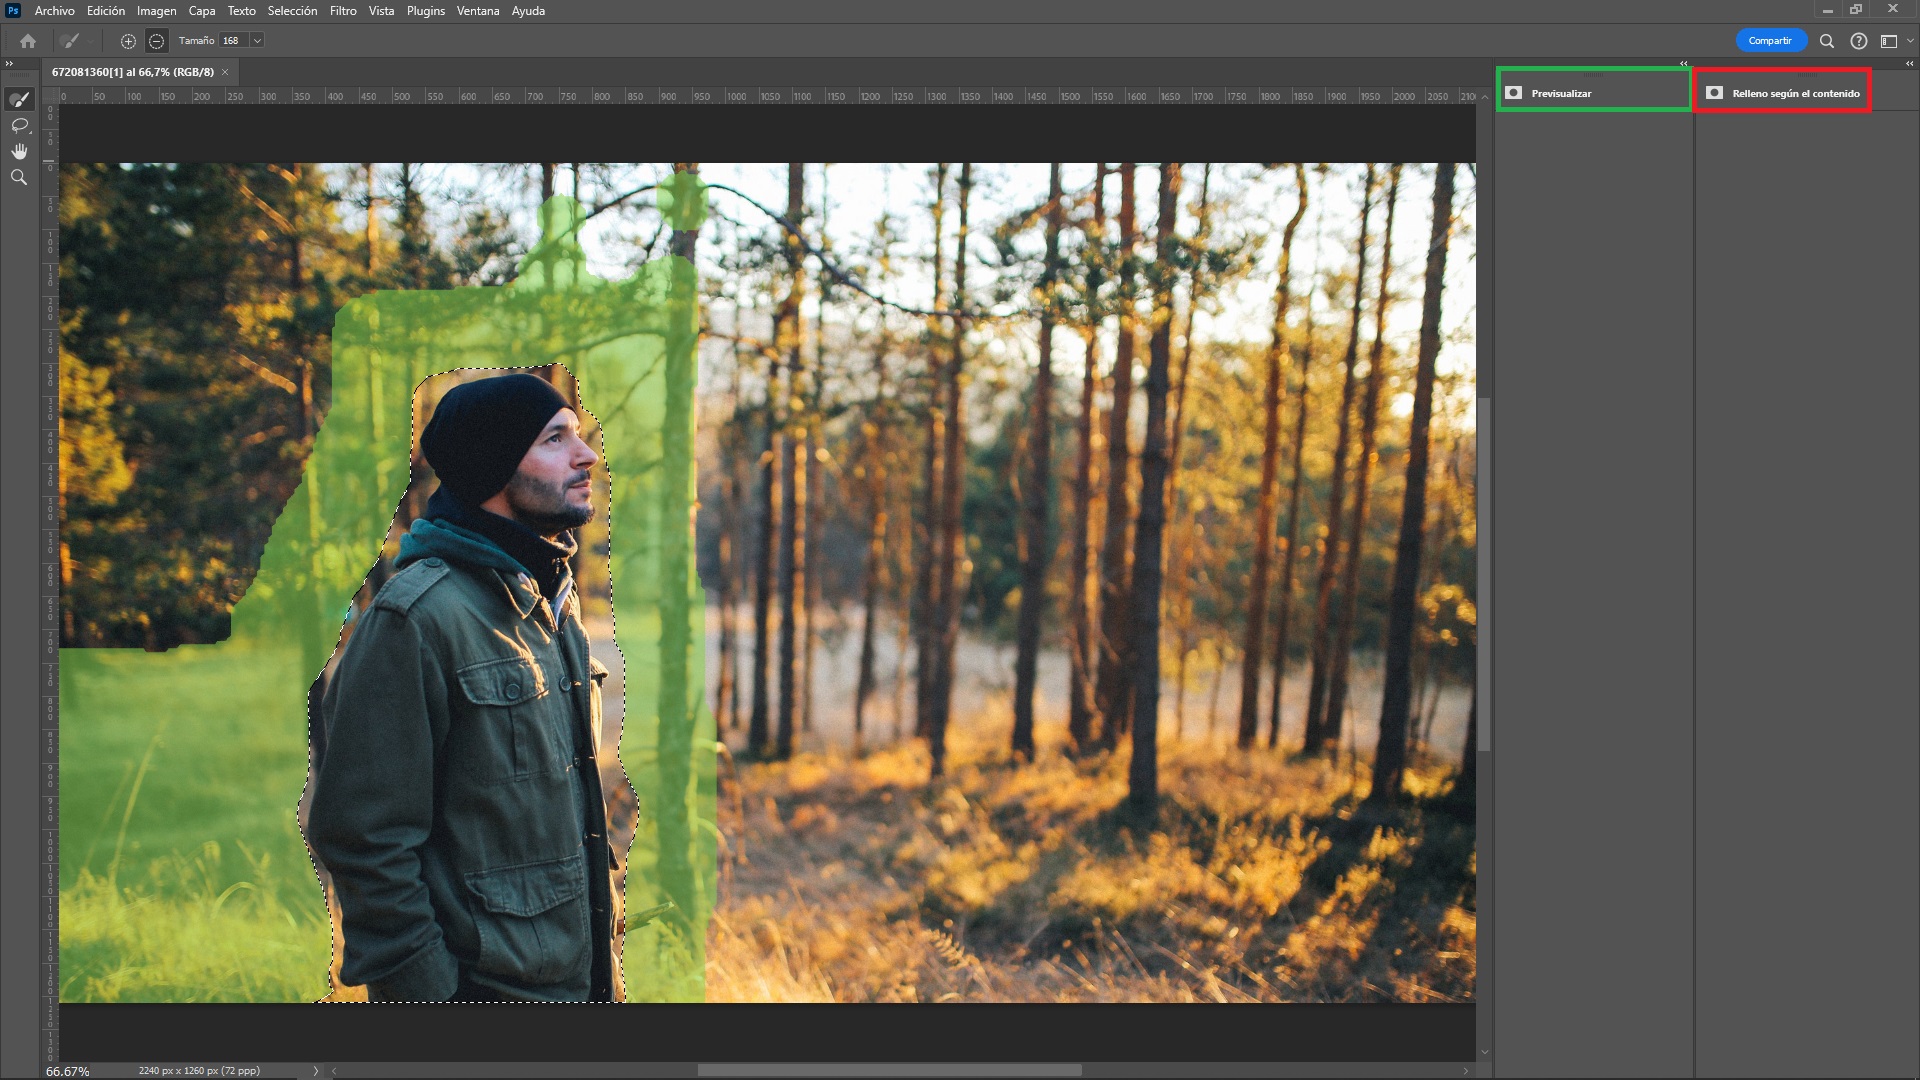 Ps Archivo Edición Imagen Capa Texto Selección Filtro Vista Plugins Ventana Ayuda
Tamaño 168 Compartir
672081360[1] al 66,7% (RGB/8) ×
0 50 100 150 200 250 300 350 400 450 500 550 600 650 700 750 800 850 900 950 1000 1050 1100 1150 1200 1250 1300 1350 1400 1450 1500 1550 1600 1650 1700 1750 1800 1850 1900 1950 2000 2050 210
Previsualizar
Relleno según el contenido
66.67% 2240 px x 1260 px (72 ppp)